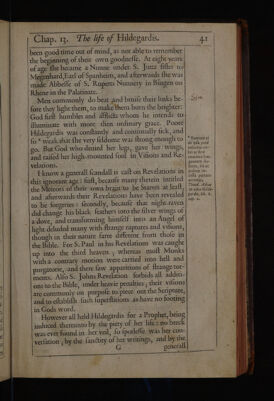 Chap. 13. The life of Hildegardis. 41
been good time out of mind, as not able to remember
the beginning of their own goodnesse. At eight years
of age she became a Nunne under S. Jutta sister to
Megenhard, Earl of Spanheim, and afterwards she was
made Abbesse of S. Ruperts Nunnery in Bingen on
Rhine in the Palatinate.
Men commonly do beat and bruise their links be-
fore they light them, to make them burn the brighter:
God first humbles and afflicts whom he intends to
illuminate with more then ordinary grace. Poore
Hildegardis was constantly and continually sick, and
so * weak that she very seldome was strong enough to
go. But God who denied her legs, gave her wings,
and raised her high-mounted soul in Visions and Re-
velations.
I know a generall scandall is cast on Revelations in
this ignorant age: first, because many therein intitled
the Meteors of their own brain to be Starres at least,
and afterwards their Revelations have been revealed
to be forgeries: secondly, because that night-raven
did change his black feathers into the silver wings of
a dove, and transforming himself into an Angel of
light deluded many with strange raptures and visions,
though in their nature farre different from those in
the Bible. For S. Paul in his Revelations was caught
up into the third heaven; whereas most Monks
with a contrary motion were carried into hell and
purgatory, and there saw apparitions of strange tor-
ments. Also S. Johns Revelation forbids all additi-
ons to the Bible, under heavie penalties; their visions
are commonly on purpose to piece out the Scripture,
and to establish such superstitions as have no footing
in Gods word.
However all held Hildegardis for a Prophet, being
induced thereunto by the piety of her life: no breck
was ever found in her veil, so spotlesse was her con-
versation; by the sanctity of her writings, and by the
G generall